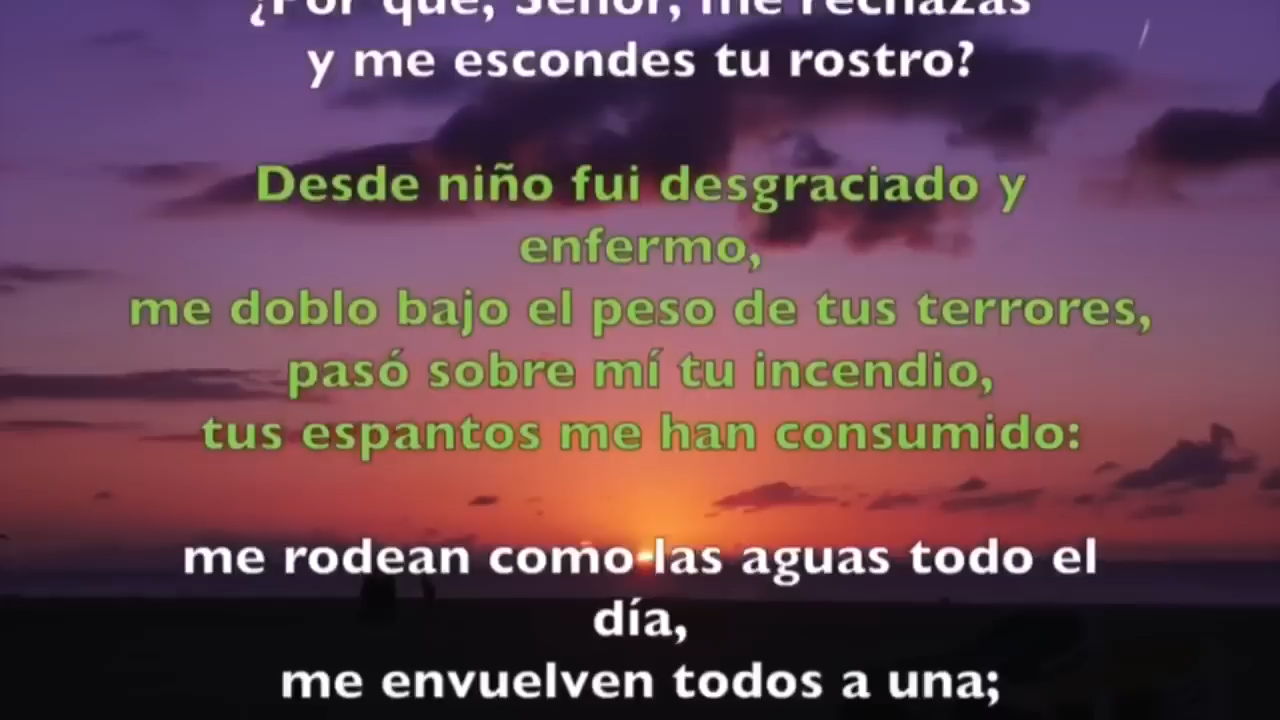 ¿Por qué, Señor, me rechazas
y me escondes tu rostro?
Desde niño fui desgraciado y
enfermo,
me doblo bajo el peso de tus terrores,
pasó sobre mí tu incendio,
tus espantos me han consumido:
me rodean como las aguas todo el
día,
me envuelven todos a una;